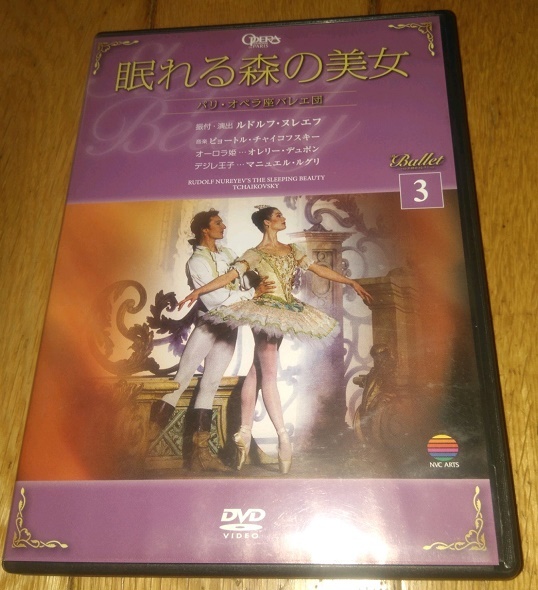 OPERA
PARIS
眠れる森の美女
パリ・オペラ座バレエ団
振付・演出 ルドルフ・ヌレエフ
音楽 ピョートル・チャイコフスキー
オーロラ姫…オレリー・デュポン
デジレ王子…マニュエル・ルグリ
RUDOLF NUREYEV'S THE SLEEPING BEAUTY
TCHAIKOVSKY
Ballet
3
NVC ARTS
DVD
VIDEO